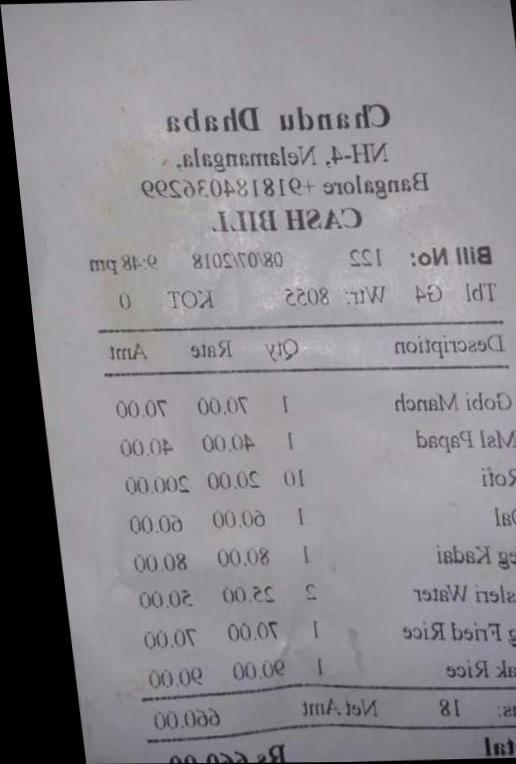 Chandu Dhaba
NH-4, Nelamangala,
Bangalore +918184036299
CASH BILL
Bill No: 122 08/07/2018 9:48 pm
Tbl G4 Wtr: 8055 KOT 0
Description Qty Rate Amt
Gobi Manch 1 70.00 70.00
Msl Papad 1 40.00 40.00
Roti 10 20.00 200.00
Dal 1 60.00 60.00
eg Kadai 1 80.00 80.00
sleri Water 2 25.00 50.00
g Fried Rice 1 70.00 70.00
ak Rice 1 90.00 90.00
ns: 18 Net Amt 660.00
tal Rs 660.00